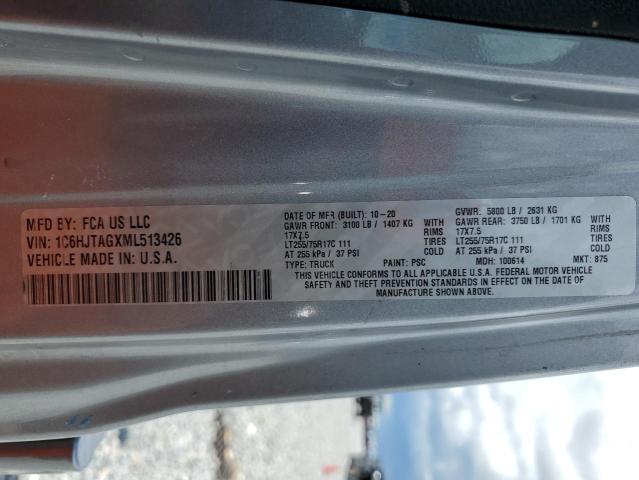 MFD BY: FCA US LLC
VIN: 1C6HJTAGXML513426
VEHICLE MADE IN: U.S.A.
DATE OF MFR (BUILT): 10-20
GAWR FRONT: 3100 LB / 1407 KG
17X7.5 RIMS
LT255/75R17C 111 TIRES
AT 255 kPa / 37 PSI COLD
TYPE: TRUCK PAINT: PSC
GVWR: 5800 LB / 2631 KG
GAWR REAR: 3750 LB / 1701 KG
17X7.5 RIMS
LT255/75R17C 111 TIRES
AT 255 kPa / 37 PSI COLD
MDH: 100614 MKT: 875
THIS VEHICLE CONFORMS TO ALL APPLICABLE U.S.A. FEDERAL MOTOR VEHICLE
SAFETY AND THEFT PREVENTION STANDARDS IN EFFECT ON THE DATE OF
MANUFACTURE SHOWN ABOVE.